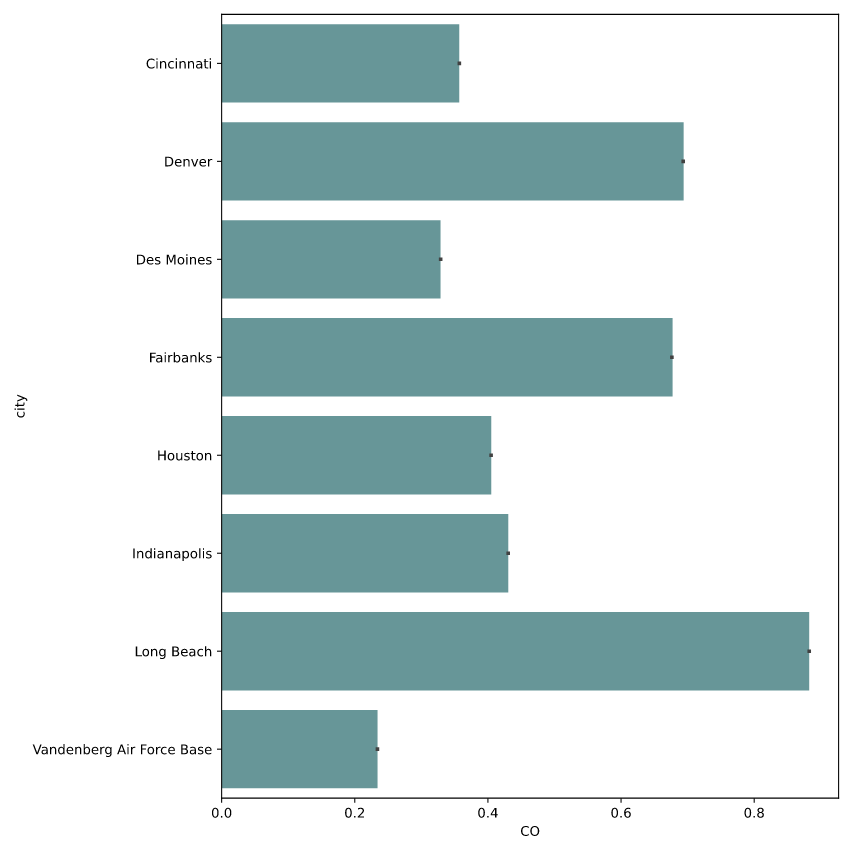 Cincinnati
Denver
Des Moines
Fairbanks
Houston
Indianapolis
Long Beach
Vandenberg Air Force Base
city
0.0 0.2 0.4 0.6 0.8
CO